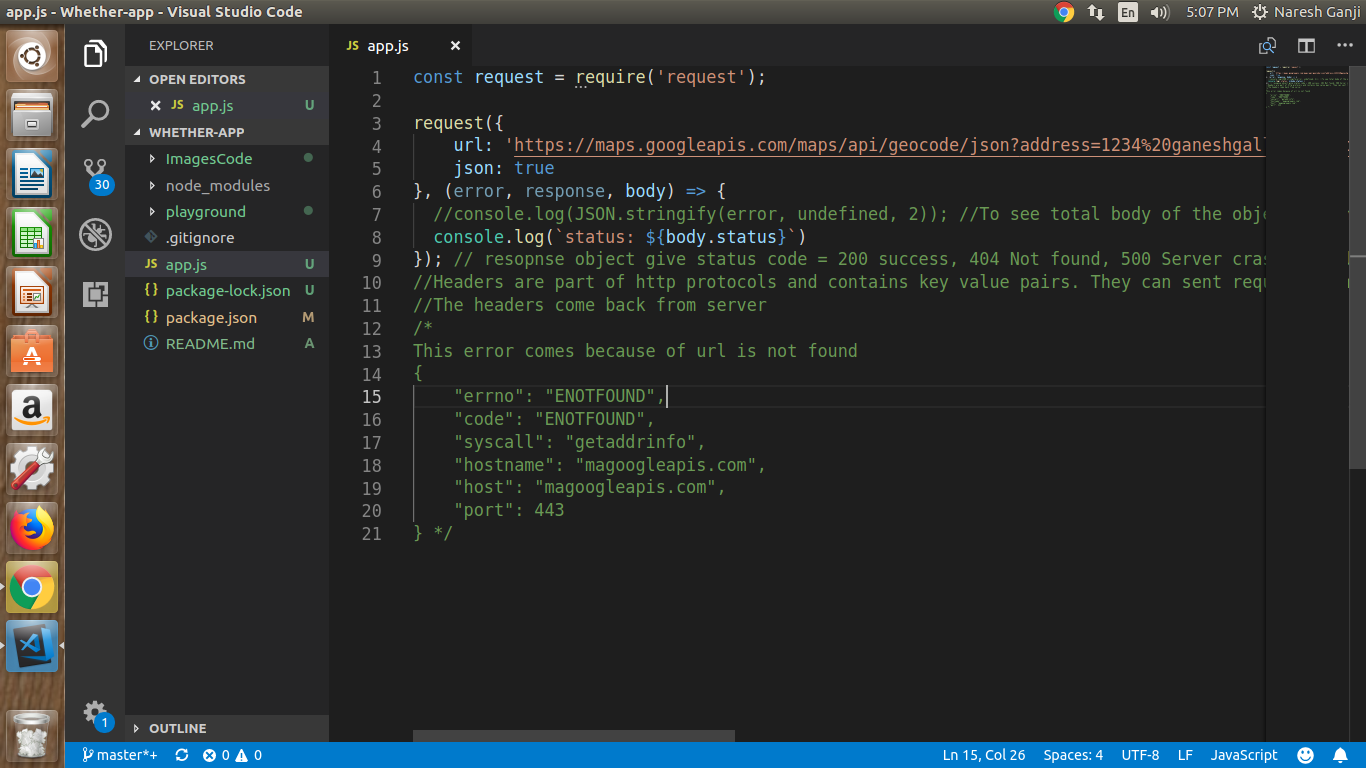 app.js - Whether-app - Visual Studio Code
En
5:07 PM
Naresh Ganji
EXPLORER
OPEN EDITORS
JS app.js U
WHETHER-APP
ImagesCode
node_modules
playground
.gitignore
JS app.js U
{} package-lock.json U
{} package.json M
README.md A
OUTLINE
30
1
JS app.js
1 const request = require('request');
2
3 request({
4 url: 'https://maps.googleapis.com/maps/api/geocode/json?address=1234%20ganeshgal
5 json: true
6 }, (error, response, body) => {
7 //console.log(JSON.stringify(error, undefined, 2)); //To see total body of the obj
8 console.log(`status: ${body.status}`)
9 }); // resopnse object give status code = 200 success, 404 Not found, 500 Server cras
10 //Headers are part of http protocols and contains key value pairs. They can sent requ
11 //The headers come back from server
12 /*
13 This error comes because of url is not found
14 {
15 "errno": "ENOTFOUND",
16 "code": "ENOTFOUND",
17 "syscall": "getaddrinfo",
18 "hostname": "magoogleapis.com",
19 "host": "magoogleapis.com",
20 "port": 443
21 } */
master*+
0
0
Ln 15, Col 26
Spaces: 4
UTF-8
LF
JavaScript